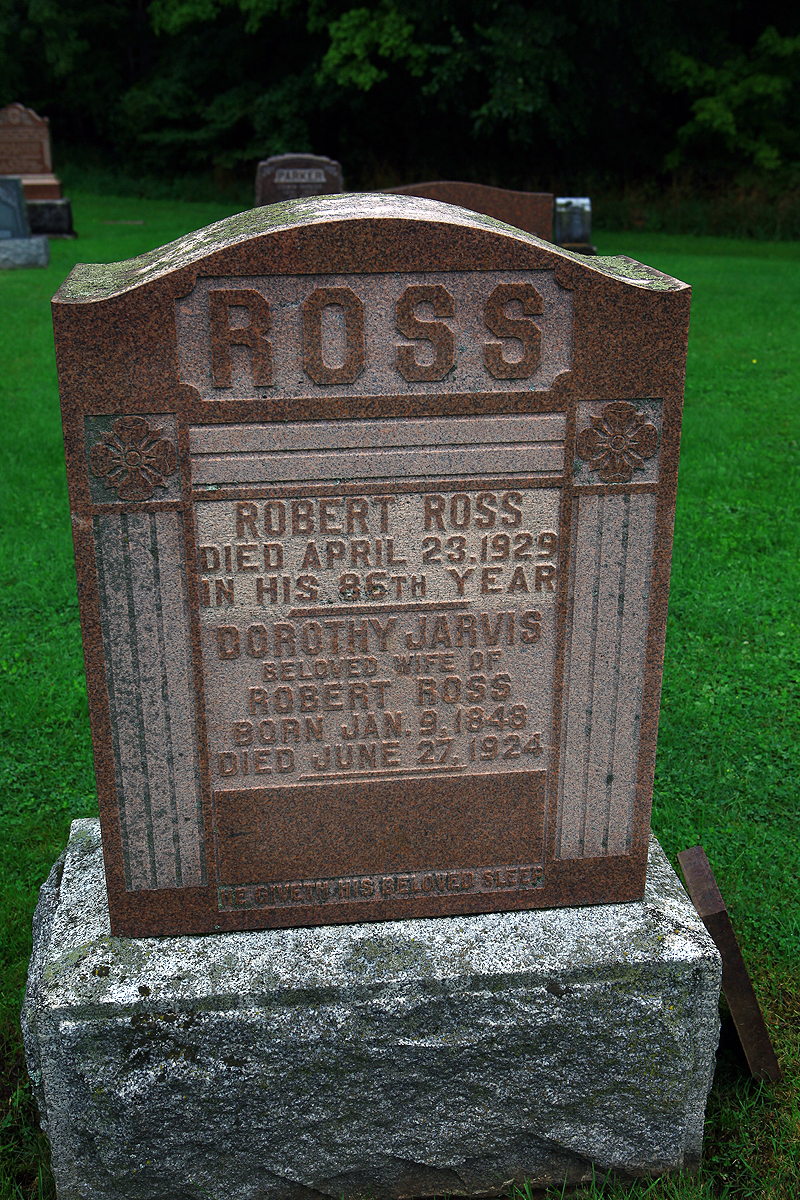 PARKER
ROSS
ROBERT ROSS
DIED APRIL 23, 1929
IN HIS 86TH YEAR
DOROTHY JARVIS
BELOVED WIFE OF
ROBERT ROSS
BORN JAN. 9, 1848
DIED JUNE 27, 1924
HE GIVETH HIS BELOVED SLEEP